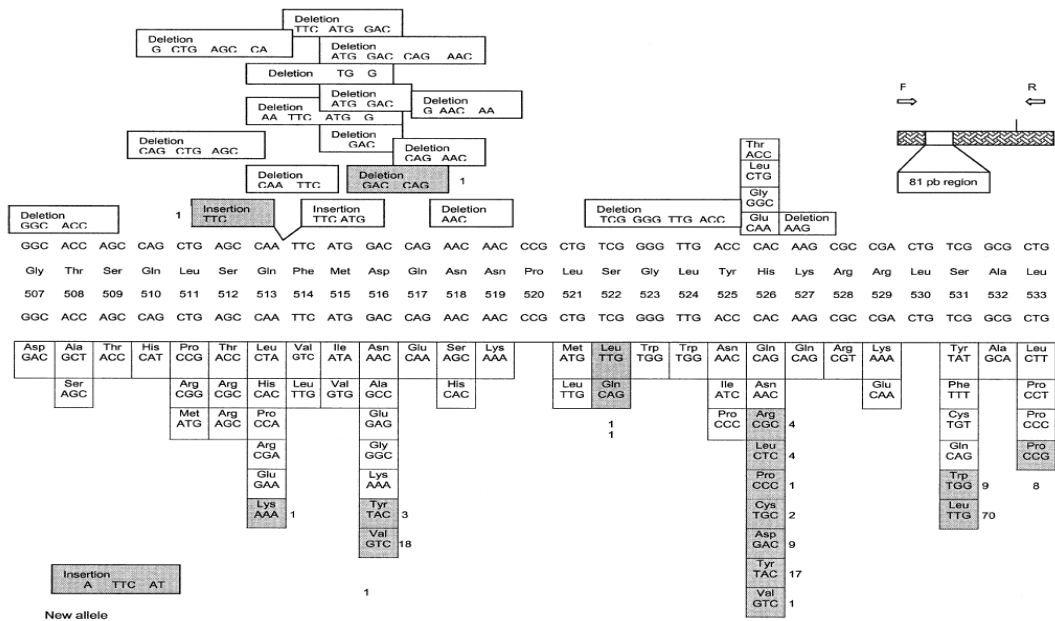 Deletion
TTC ATG GAC
Deletion
G CTG AGC CA
Deletion
ATG GAC CAG AAC
Deletion TG G
Deletion
ATG GAC
Deletion
G AAC AA
Deletion
AA TTC ATG G
Deletion
CAG CTG AGC
Deletion
GAC
Deletion
CAG AAC
Deletion
CAA TTC
Deletion
GAC CAG
1
Deletion
GGC ACC
1
Insertion
TTC
Insertion
TTC ATG
Deletion
AAC
Deletion
TCG GGG TTG ACC
Thr
ACC
Leu
CTG
Gly
GGC
Glu
CAA
Deletion
AAG
F R
81 pb region
GGC ACC AGC CAG CTG AGC CAA TTC ATG GAC CAG AAC AAC CCG CTG TCG GGG TTG ACC CAC AAG CGC CGA CTG TCG GCG CTG
Gly Thr Ser Gln Leu Ser Gln Phe Met Asp Gln Asn Asn Pro Leu Ser Gly Leu Tyr His Lys Arg Arg Leu Ser Ala Leu
507 508 509 510 511 512 513 514 515 516 517 518 519 520 521 522 523 524 525 526 527 528 529 530 531 532 533
GGC ACC AGC CAG CTG AGC CAA TTC ATG GAC CAG AAC AAC CCG CTG TCG GGG TTG ACC CAC AAG CGC CGA CTG TCG GCG CTG
Asp Ala Thr His Pro Thr Leu Val Ile Asn Glu Ser Lys Met Leu Trp Trp Asn Gln Gln Arg Lys Tyr Ala Leu
GAC GCT ACC CAT CCG ACC CTA GTC ATA AAC CAA AGC AAA ATG TTG TGG TGG AAC CAG CAG CGT AAA TAT GCA CTT
Ser Arg Arg His Leu Val Ala His Leu Gln Ile Asn Glu Phe Pro
AGC CGG CGC CAC TTG GTG GCC CAC TTG CAG ATC AAC CAA TTT CCT
Met Arg Pro Glu Pro Arg Cys Pro
ATG AGC CCA GAG 1 CCC CGC 4 TGT CCC
1
Arg Gly Leu Gln Pro
CGA GGC CTC 4 CAG CCG
Glu Lys Pro Trp
GAA AAA CCC 1 TGG 9 8
Lys Tyr Cys Leu
AAA 1 TAC 3 TGC 2 TTG 70
Val Asp
GTC 18 GAC 9
Tyr
TAC 17
Insertion
A TTC AT
1
Val
GTC 1
New allele